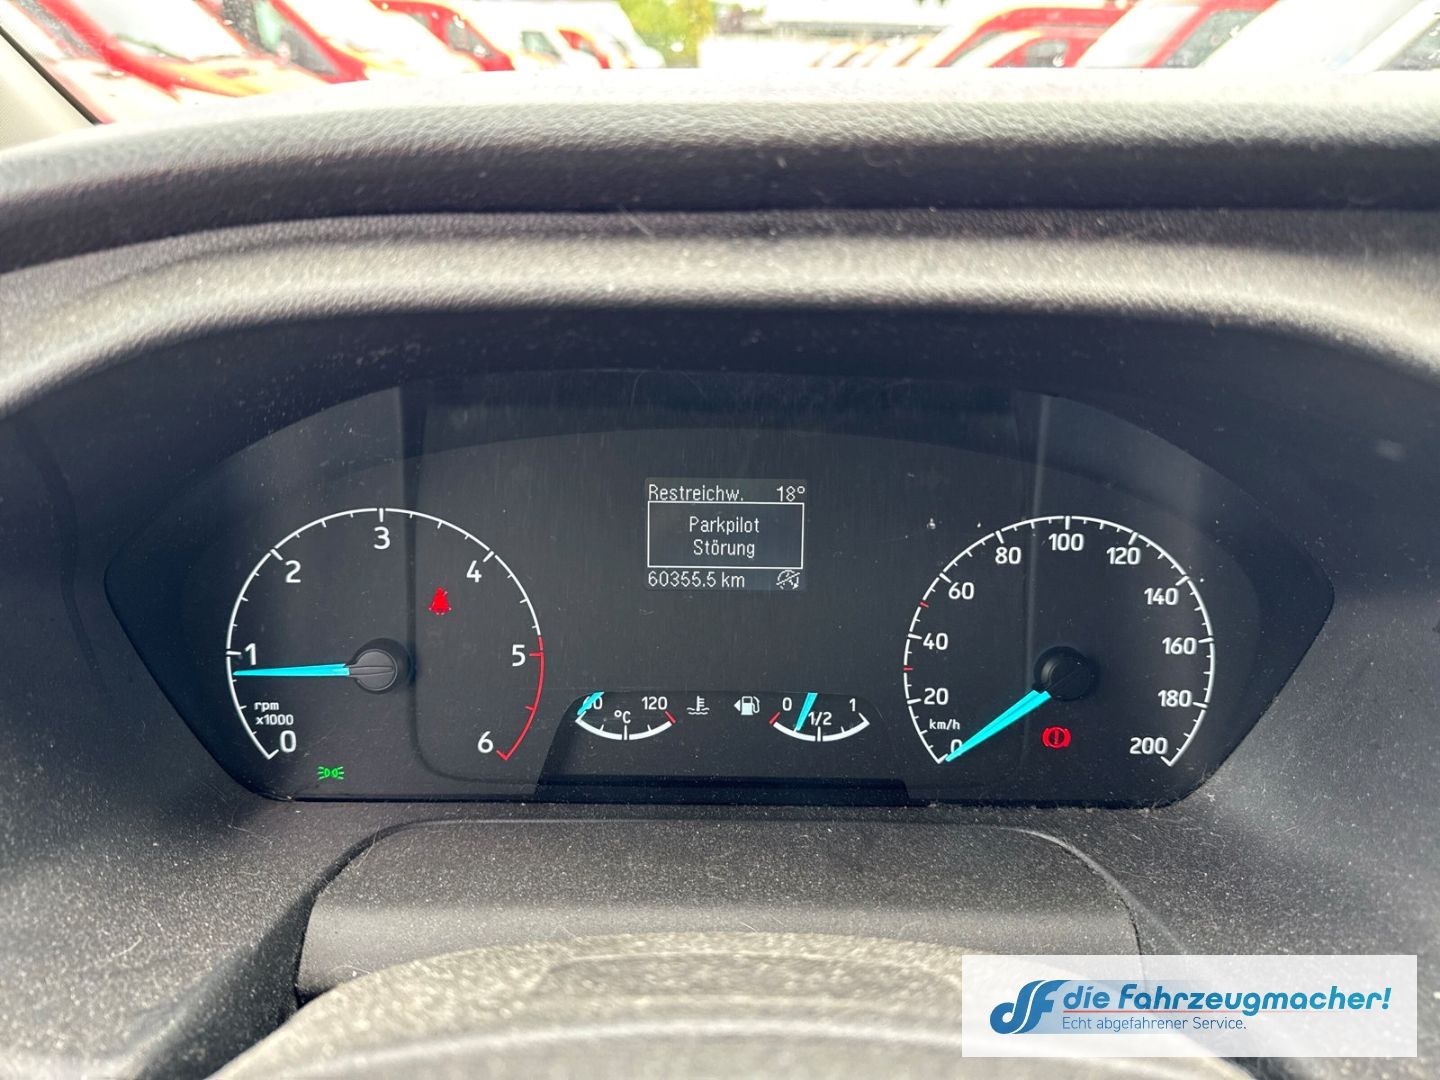 Restreichw. 18°
Parkpilot
Störung
60355.5 km
0
1
2
3
4
5
6
rpm
x1000
°C
120
0
1/2
1
0
20
40
60
80
100
120
140
160
180
200
km/h
die Fahrzeugmacher!
Echt abgefahrener Service.